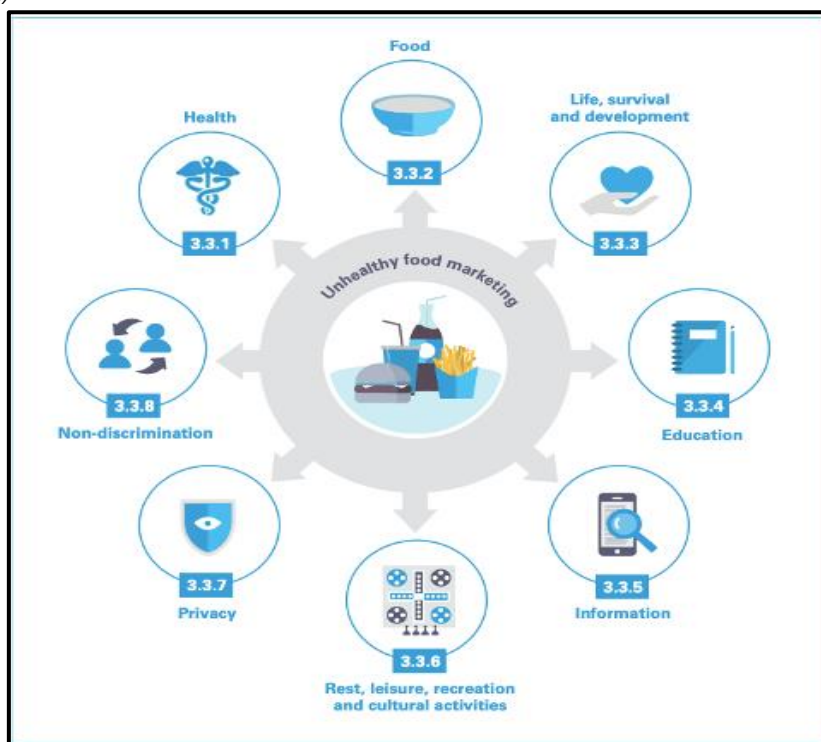 )
Food
3.3.2
Health
3.3.1
Life, survival
and development
3.3.3
Unhealthy food marketing
3.3.8
Non-discrimination
3.3.4
Education
3.3.7
Privacy
3.3.5
Information
3.3.6
Rest, leisure, recreation
and cultural activities